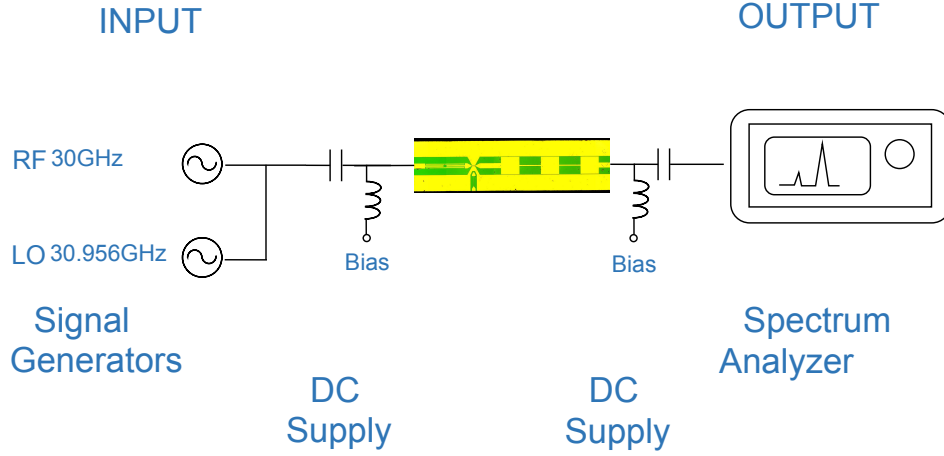 INPUT
OUTPUT
RF 30GHz
LO 30.956GHz
Bias
Bias
Signal
Generators
Spectrum
Analyzer
DC
Supply
DC
Supply